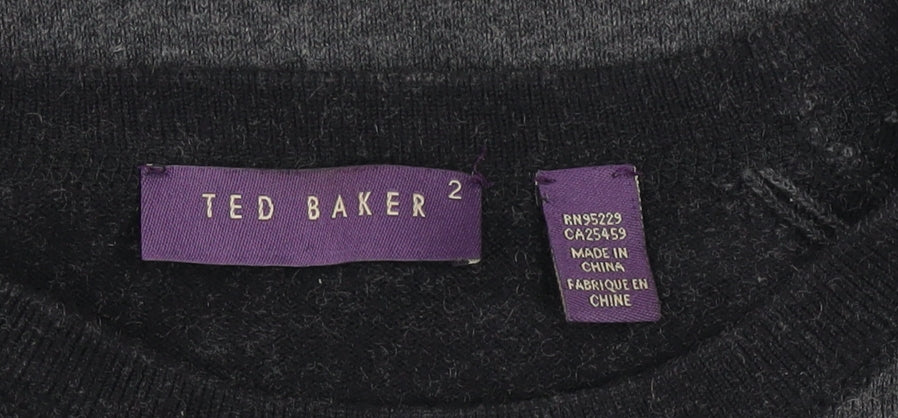 TED BAKER 2
RN95229
CA25459
MADE IN
CHINA
FABRIQUE EN
CHINE